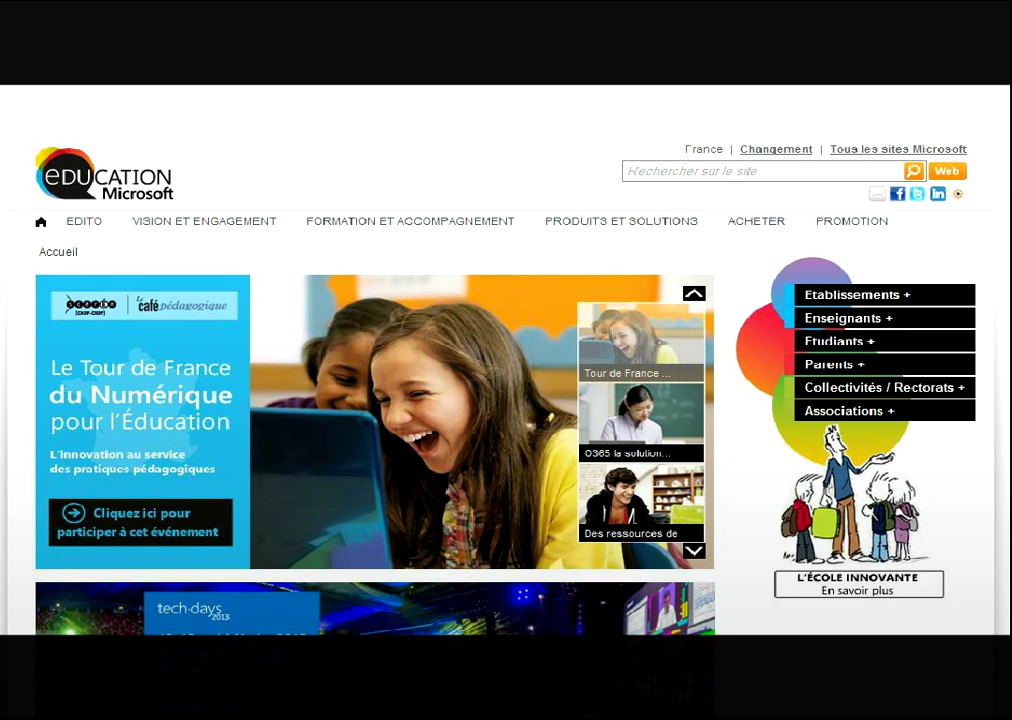 France | Changement | Tous les sites Microsoft
eDUCATION
Microsoft
Rechercher sur le site
Web
EDITO VISION ET ENGAGEMENT FORMATION ET ACCOMPAGNEMENT PRODUITS ET SOLUTIONS ACHETER PROMOTION
Accueil
Sceren
[CNDP-CRDP]
le café pédagogique
Le Tour de France
du Numérique
pour l'Éducation
L'innovation au service
des pratiques pédagogiques
Cliquez ici pour
participer à cet événement
Tour de France ...
O365 la solution...
Des ressources de
Etablissements +
Enseignants +
Etudiants +
Parents +
Collectivités / Rectorats +
Associations +
L'ÉCOLE INNOVANTE
En savoir plus
tech·days
2013